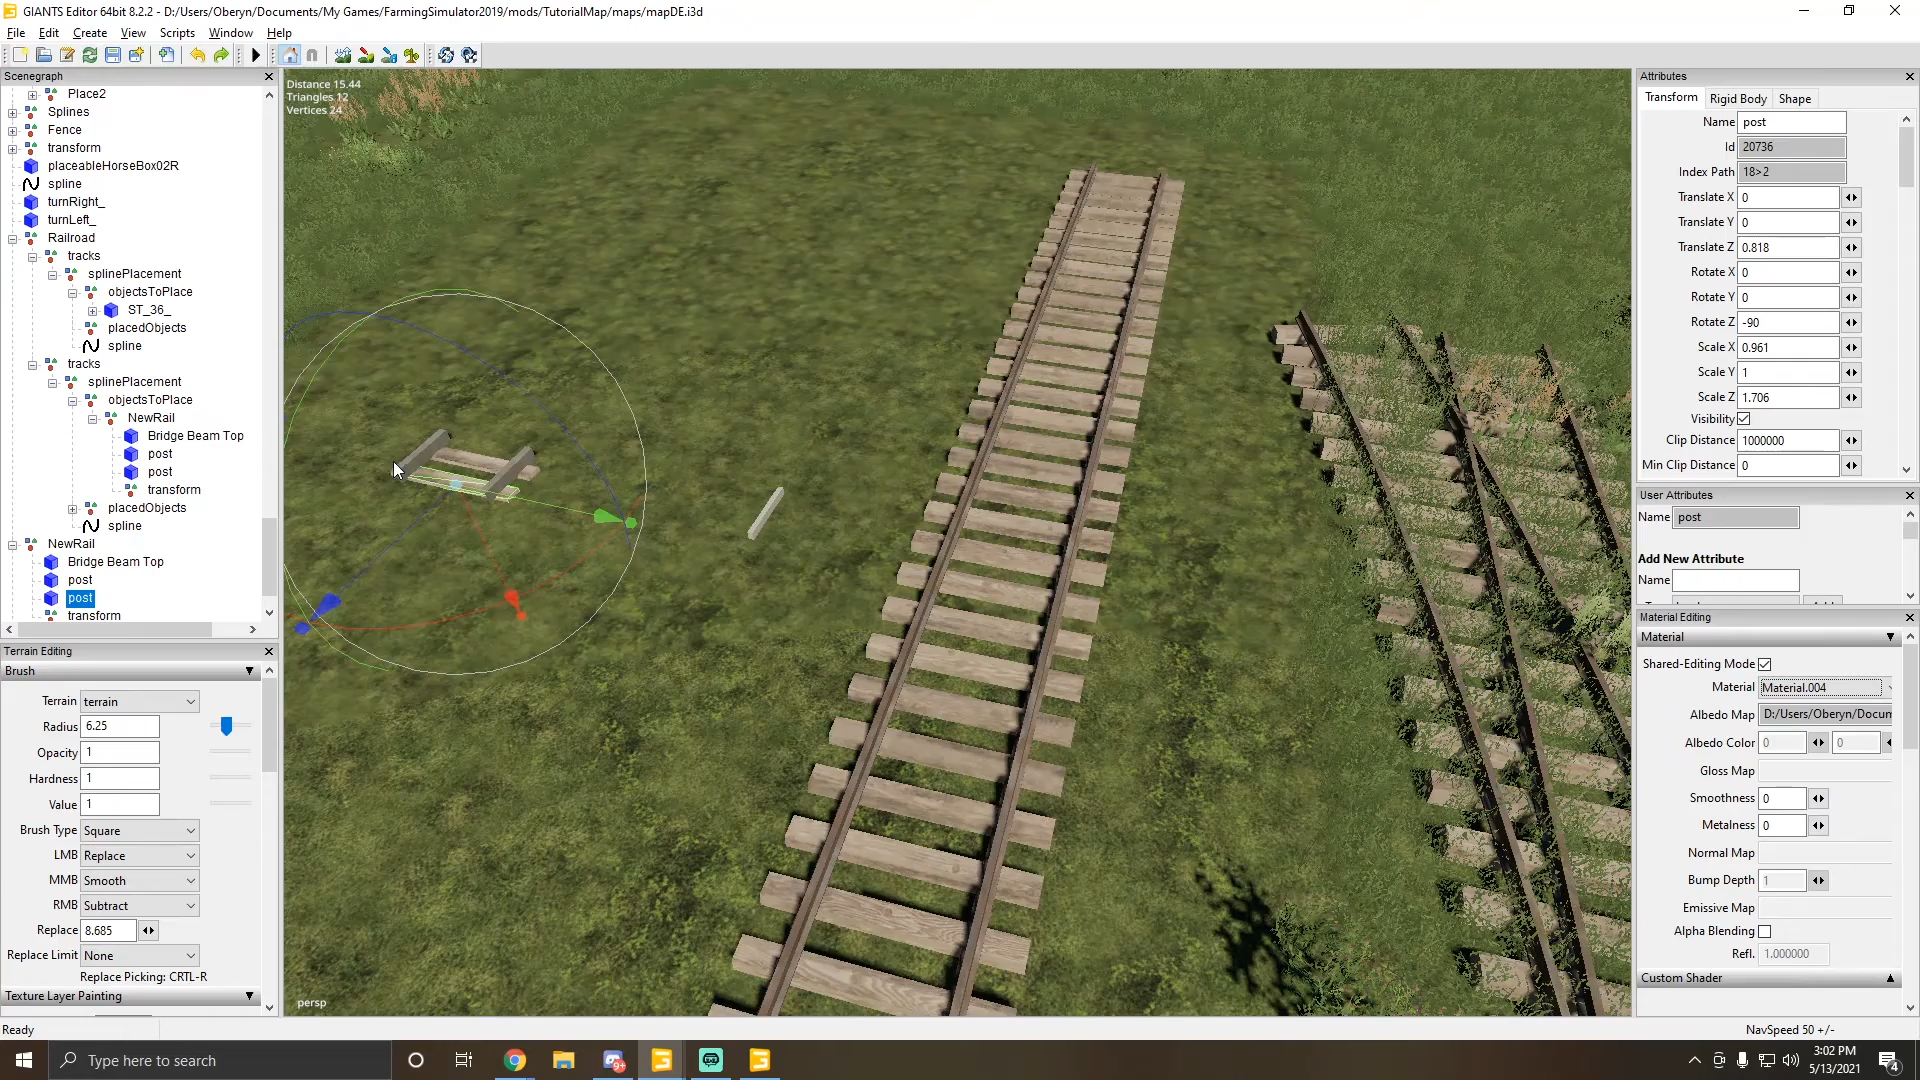 GIANTS Editor 64bit 8.2.2 - D:/Users/Oberyn/Documents/My Games/FarmingSimulator2019/mods/TutorialMap/maps/mapDE.i3d
File Edit Create View Scripts Window Help
Scenegraph
Place2
Splines
Fence
transform
placeableHorseBox02R
spline
turnRight_
turnLeft_
Railroad
tracks
splinePlacement
objectsToPlace
ST_36_
placedObjects
spline
tracks
splinePlacement
objectsToPlace
NewRail
Bridge Beam Top
post
post
transform
placedObjects
spline
NewRail
Bridge Beam Top
post
post
transform
Terrain Editing
Brush
Terrain terrain
Radius 6.25
Opacity 1
Hardness 1
Value 1
Brush Type Square
LMB Replace
MMB Smooth
RMB Subtract
Replace 8.685
Replace Limit None
Replace Picking: CRTL-R
Texture Layer Painting
Ready
Distance 15.44
Triangles 12
Vertices 24
persp
Attributes
Transform Rigid Body Shape
Name post
Id 20736
Index Path 18>2
Translate X 0
Translate Y 0
Translate Z 0.818
Rotate X 0
Rotate Y 0
Rotate Z -90
Scale X 0.961
Scale Y 1
Scale Z 1.706
Visibility
Clip Distance 1000000
Min Clip Distance 0
User Attributes
Name post
Add New Attribute
Name
Material Editing
Material
Shared-Editing Mode
Material Material.004
Albedo Map D:/Users/Oberyn/Docum
Albedo Color 0 0
Gloss Map
Smoothness 0
Metalness 0
Normal Map
Bump Depth 1
Emissive Map
Alpha Blending
Refl. 1.000000
Custom Shader
NavSpeed 50 +/-
Type here to search
9+
3:02 PM
5/13/2021
4